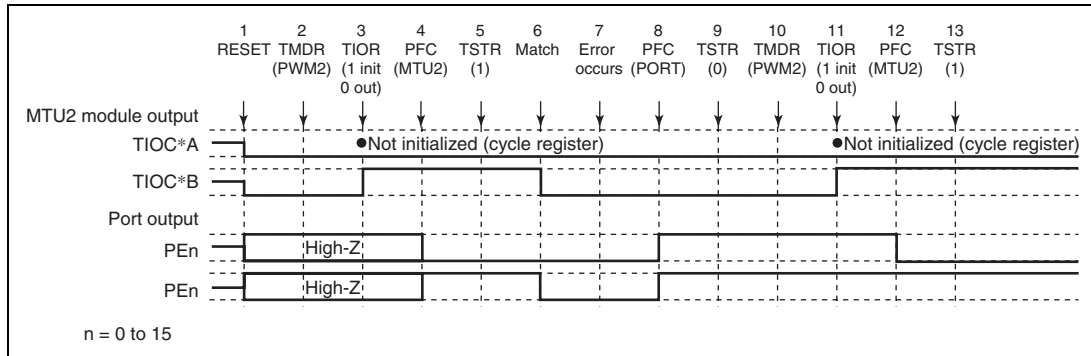 1 2 3 4 5 6 7 8 9 10 11 12 13
RESET TMDR TIOR PFC TSTR Match Error PFC TSTR TMDR TIOR PFC TSTR
(PWM2) (1 init (MTU2) (1) occurs (PORT) (0) (PWM2) (1 init (MTU2) (1)
0 out) 0 out)
MTU2 module output
TIOC*A ●Not initialized (cycle register) ●Not initialized (cycle register)
TIOC*B
Port output
PEn High-Z
PEn High-Z
n = 0 to 15